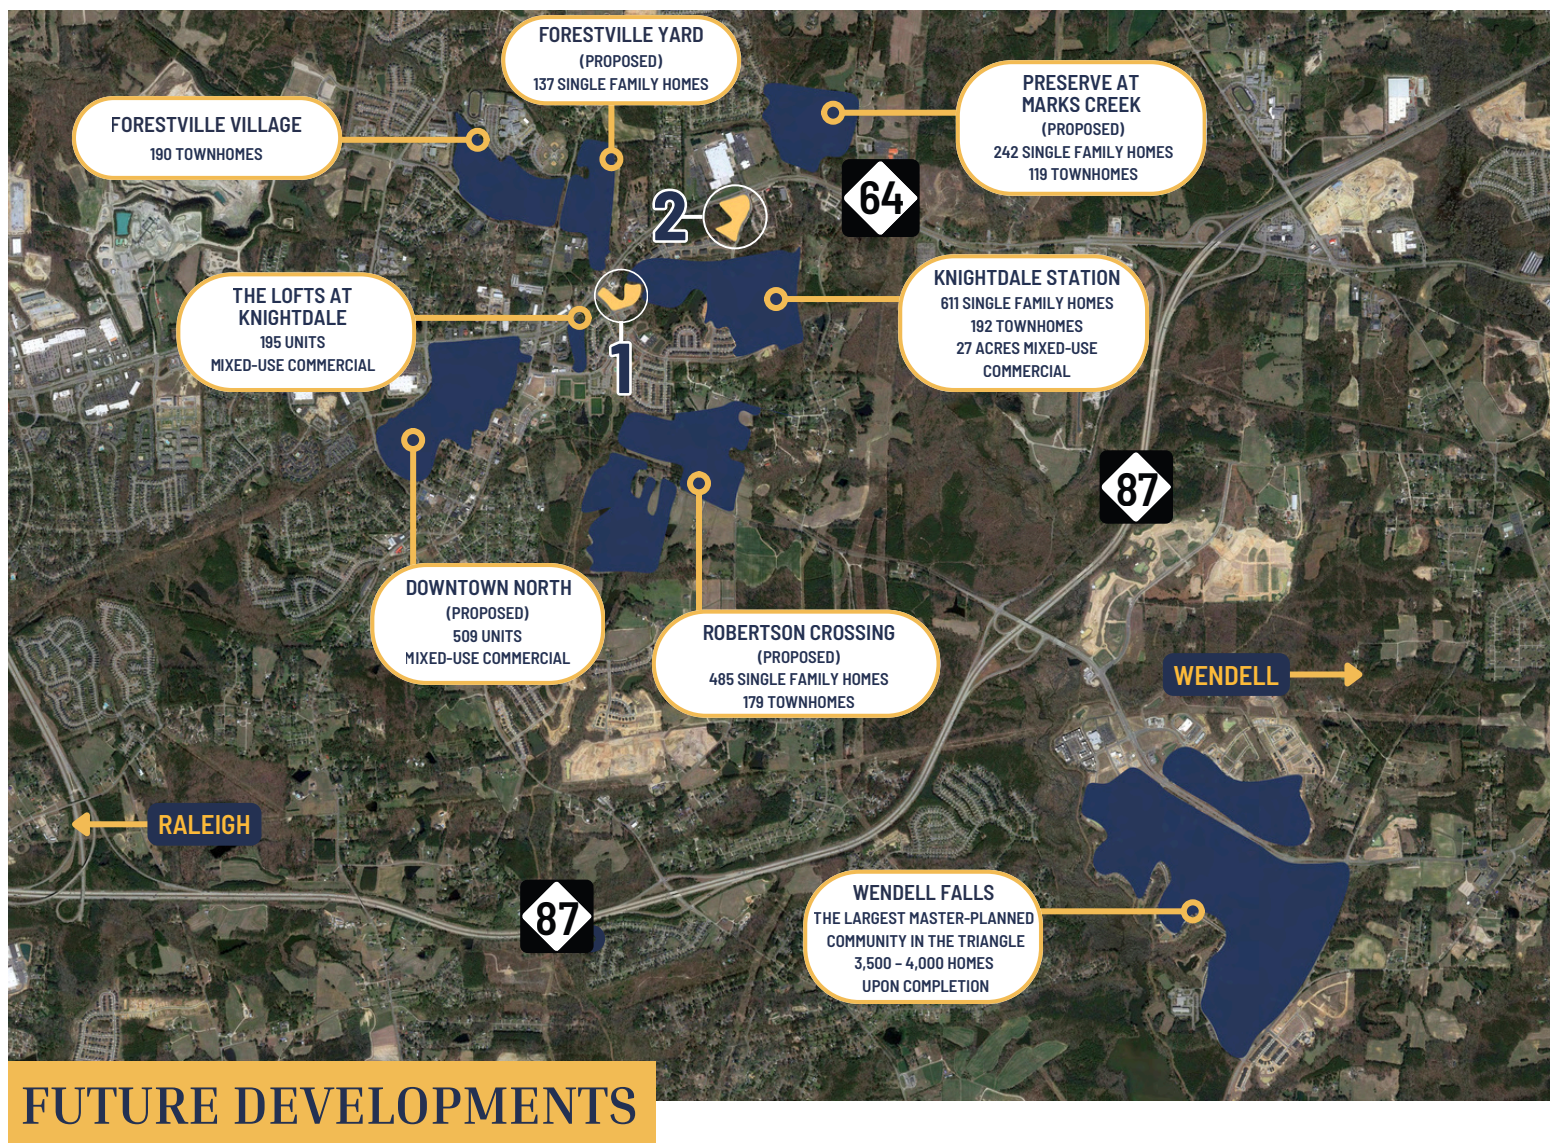 FORESTVILLE YARD
(PROPOSED)
137 SINGLE FAMILY HOMES
PRESERVE AT
MARKS CREEK
(PROPOSED)
242 SINGLE FAMILY HOMES
119 TOWNHOMES
FORESTVILLE VILLAGE
190 TOWNHOMES
2
64
THE LOFTS AT
KNIGHTDALE
195 UNITS
MIXED-USE COMMERCIAL
1
KNIGHTDALE STATION
611 SINGLE FAMILY HOMES
192 TOWNHOMES
27 ACRES MIXED-USE
COMMERCIAL
87
DOWNTOWN NORTH
(PROPOSED)
509 UNITS
MIXED-USE COMMERCIAL
ROBERTSON CROSSING
(PROPOSED)
485 SINGLE FAMILY HOMES
179 TOWNHOMES
WENDELL
RALEIGH
87
WENDELL FALLS
THE LARGEST MASTER-PLANNED
COMMUNITY IN THE TRIANGLE
3,500 – 4,000 HOMES
UPON COMPLETION
FUTURE DEVELOPMENTS